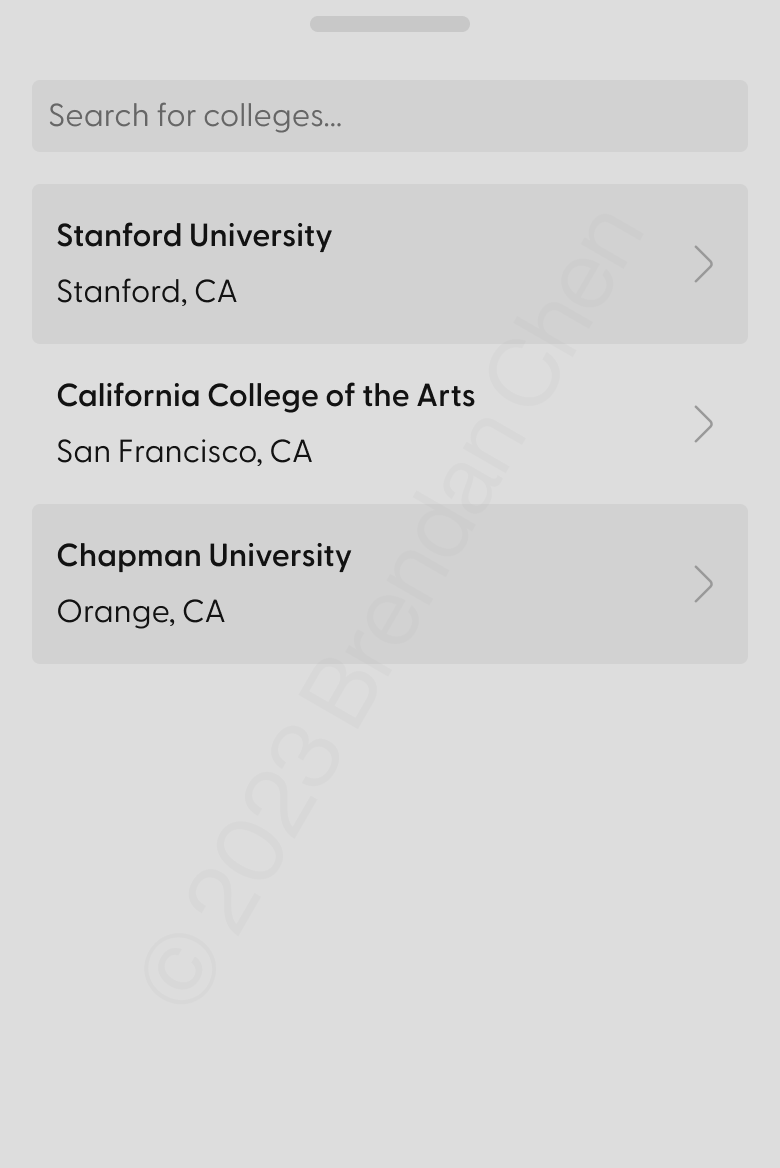 Search for colleges...
Stanford University
Stanford, CA
California College of the Arts
San Francisco, CA
Chapman University
Orange, CA
© 2023 Brendan Chen